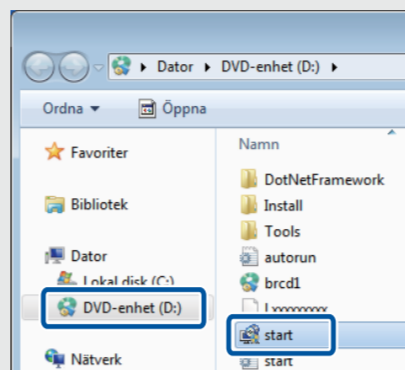 Dator DVD-enhet (D:)
Ordna Öppna
Favoriter
Bibliotek
Dator
Lokal disk (C:)
DVD-enhet (D:)
Nätverk
Namn
DotNetFramework
Install
Tools
autorun
brcd1
start
start